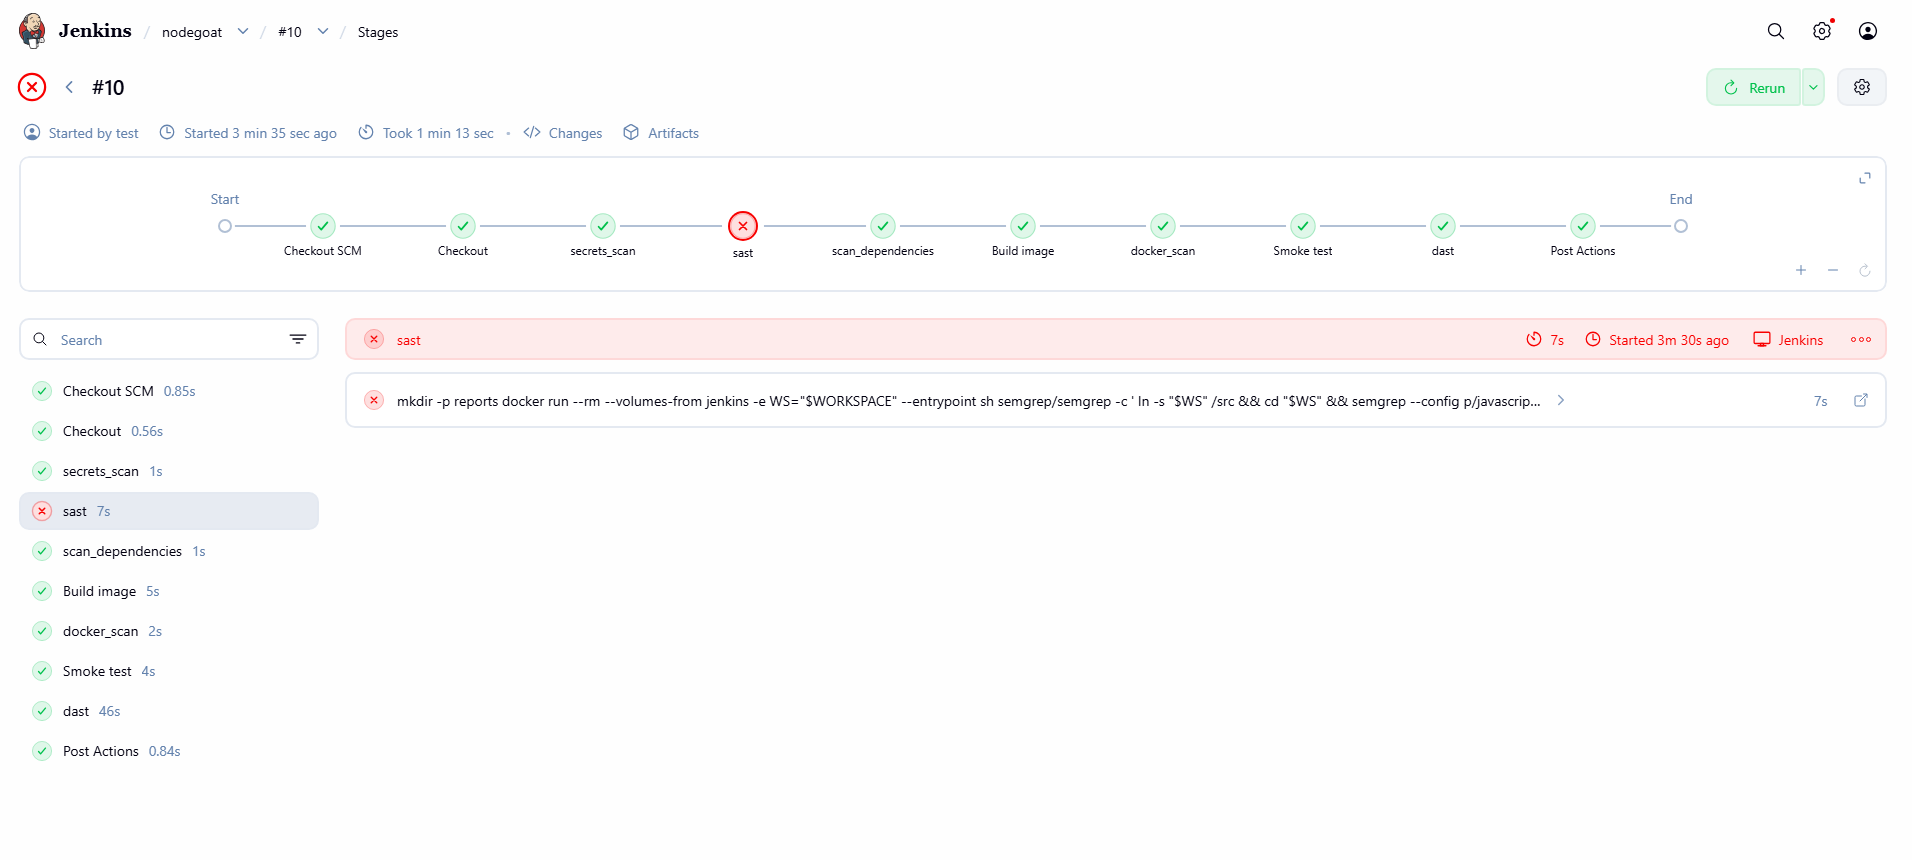 Jenkins / nodegoat / #10 / Stages
#10
Rerun
Started by test Started 3 min 35 sec ago Took 1 min 13 sec • Changes Artifacts
Start End
Checkout SCM Checkout secrets_scan sast scan_dependencies Build image docker_scan Smoke test dast Post Actions
Search
sast 7s Started 3m 30s ago Jenkins
mkdir -p reports docker run --rm --volumes-from jenkins -e WS="$WORKSPACE" --entrypoint sh semgrep/semgrep -c ' ln -s "$WS" /src && cd "$WS" && semgrep --config p/javascrip... 7s
Checkout SCM 0.85s
Checkout 0.56s
secrets_scan 1s
sast 7s
scan_dependencies 1s
Build image 5s
docker_scan 2s
Smoke test 4s
dast 46s
Post Actions 0.84s